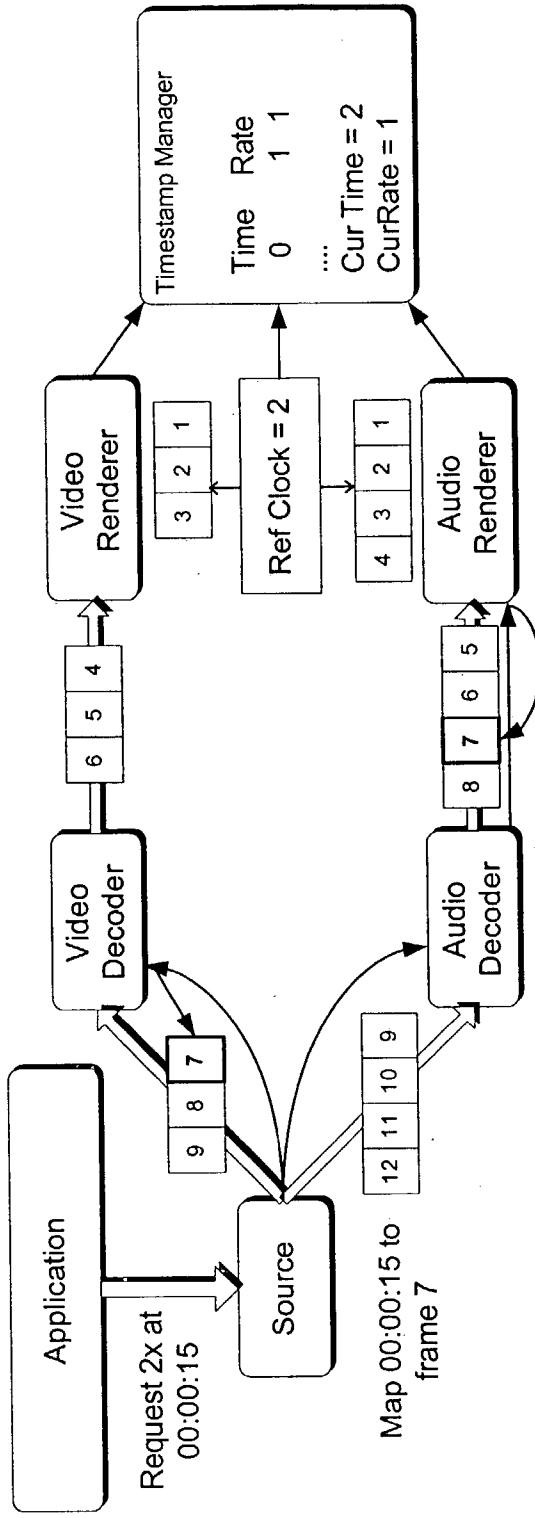 Application
Request 2x at
00:00:15
Source
Map 00:00:15 to
frame 7
9 8 7
12 11 10 9
Video
Decoder
Audio
Decoder
6 5 4
8 7 6 5
Video
Renderer
3 2 1
Ref Clock = 2
4 3 2 1
Audio
Renderer
Timestamp Manager
Time Rate
0 1 1
....
Cur Time = 2
CurRate = 1